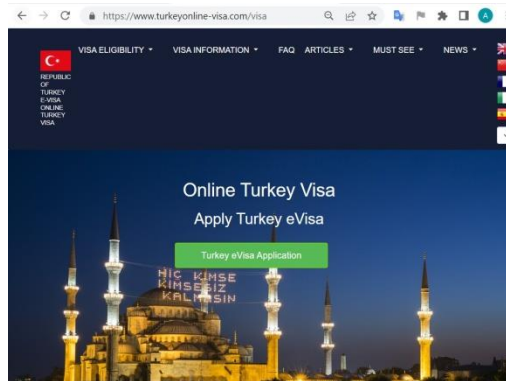 https://www.turkeyonline-visa.com/visa
A
VISA ELIGIBILITY
VISA INFORMATION
FAQ
ARTICLES
MUST SEE
NEWS
REPUBLIC
OF
TURKEY
E-VISA
ONLINE
TURKEY
VISA
Online Turkey Visa
Apply Turkey eVisa
Turkey eVisa Application
HİÇ KİMSE
KİMSESİZ
KALMASIN